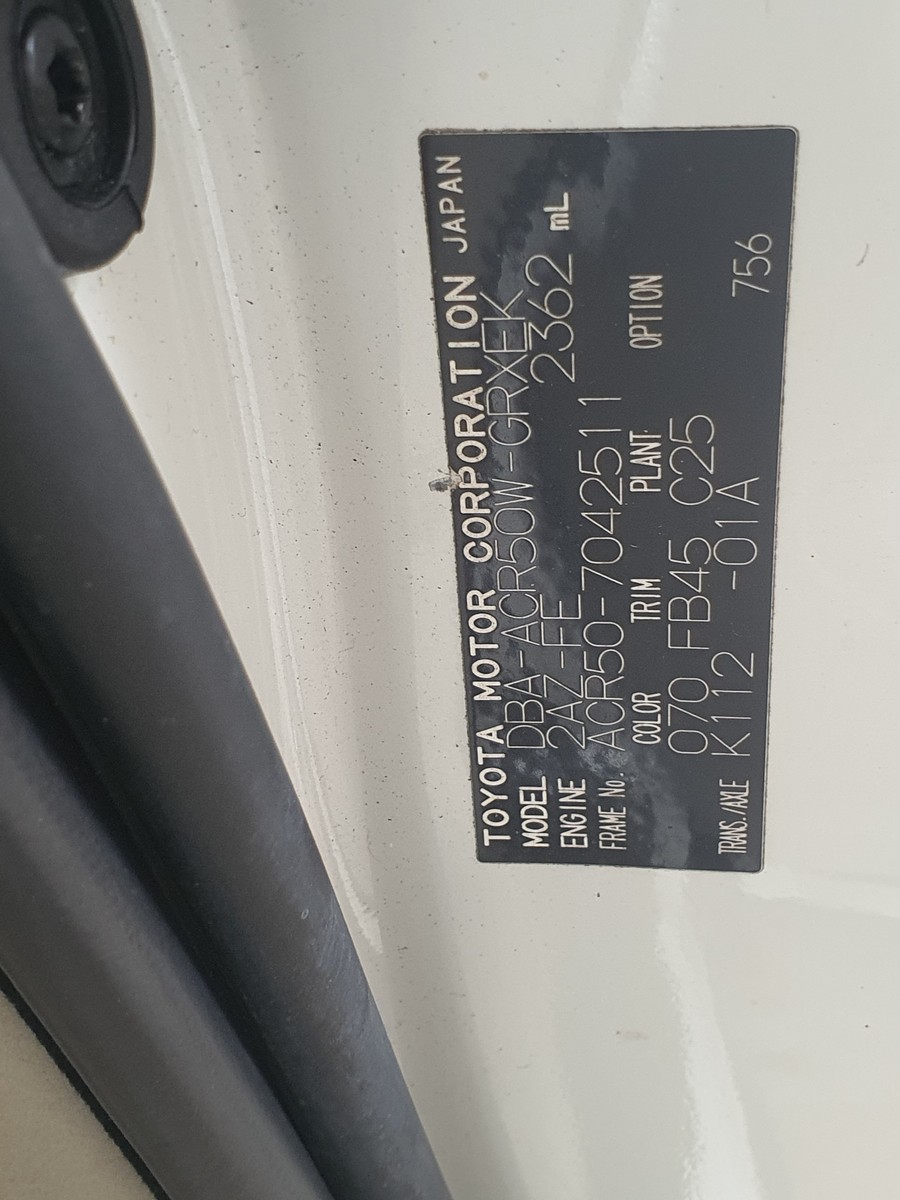 TOYOTA MOTOR CORPORATION JAPAN
MODEL DBA-ACR50W-GRXEK
ENGINE 2AZ-FE 2362 mL
FRAME No. ACR50-7042511
COLOR TRIM PLANT OPTION
070 FB45 C25
TRANS./AXLE K112 -01A 756